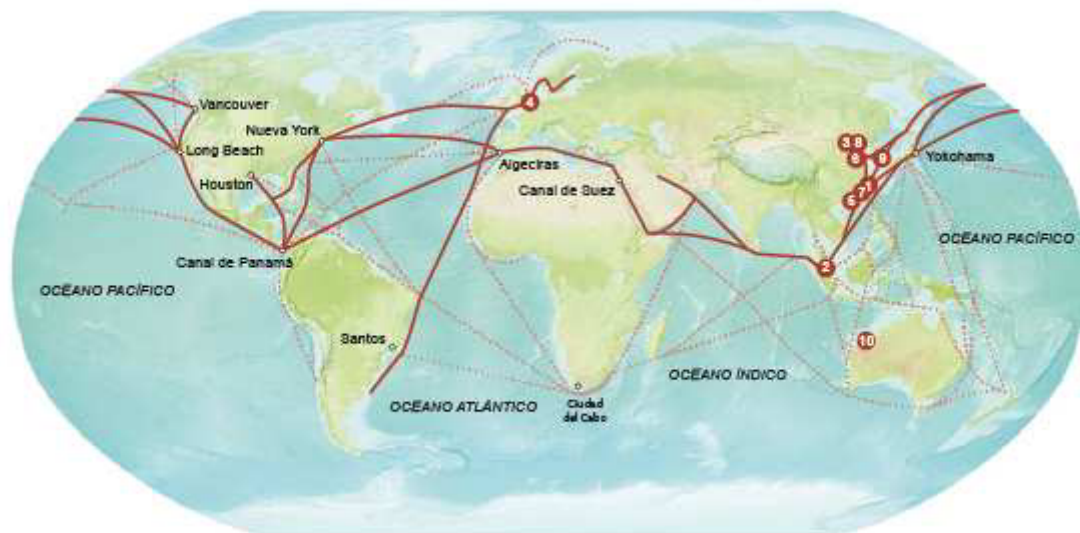 Vancouver
Nueva York
Long Beach
Houston
Algeciras
Canal de Suez
Yokohama
Canal de Panamá
OCÉANO PACÍFICO
OCÉANO PACÍFICO
Santos
OCÉANO ATLÁNTICO
OCÉANO ÍNDICO
Ciudad
del Cabo
4
3 8
6
9
1
7
5
2
10